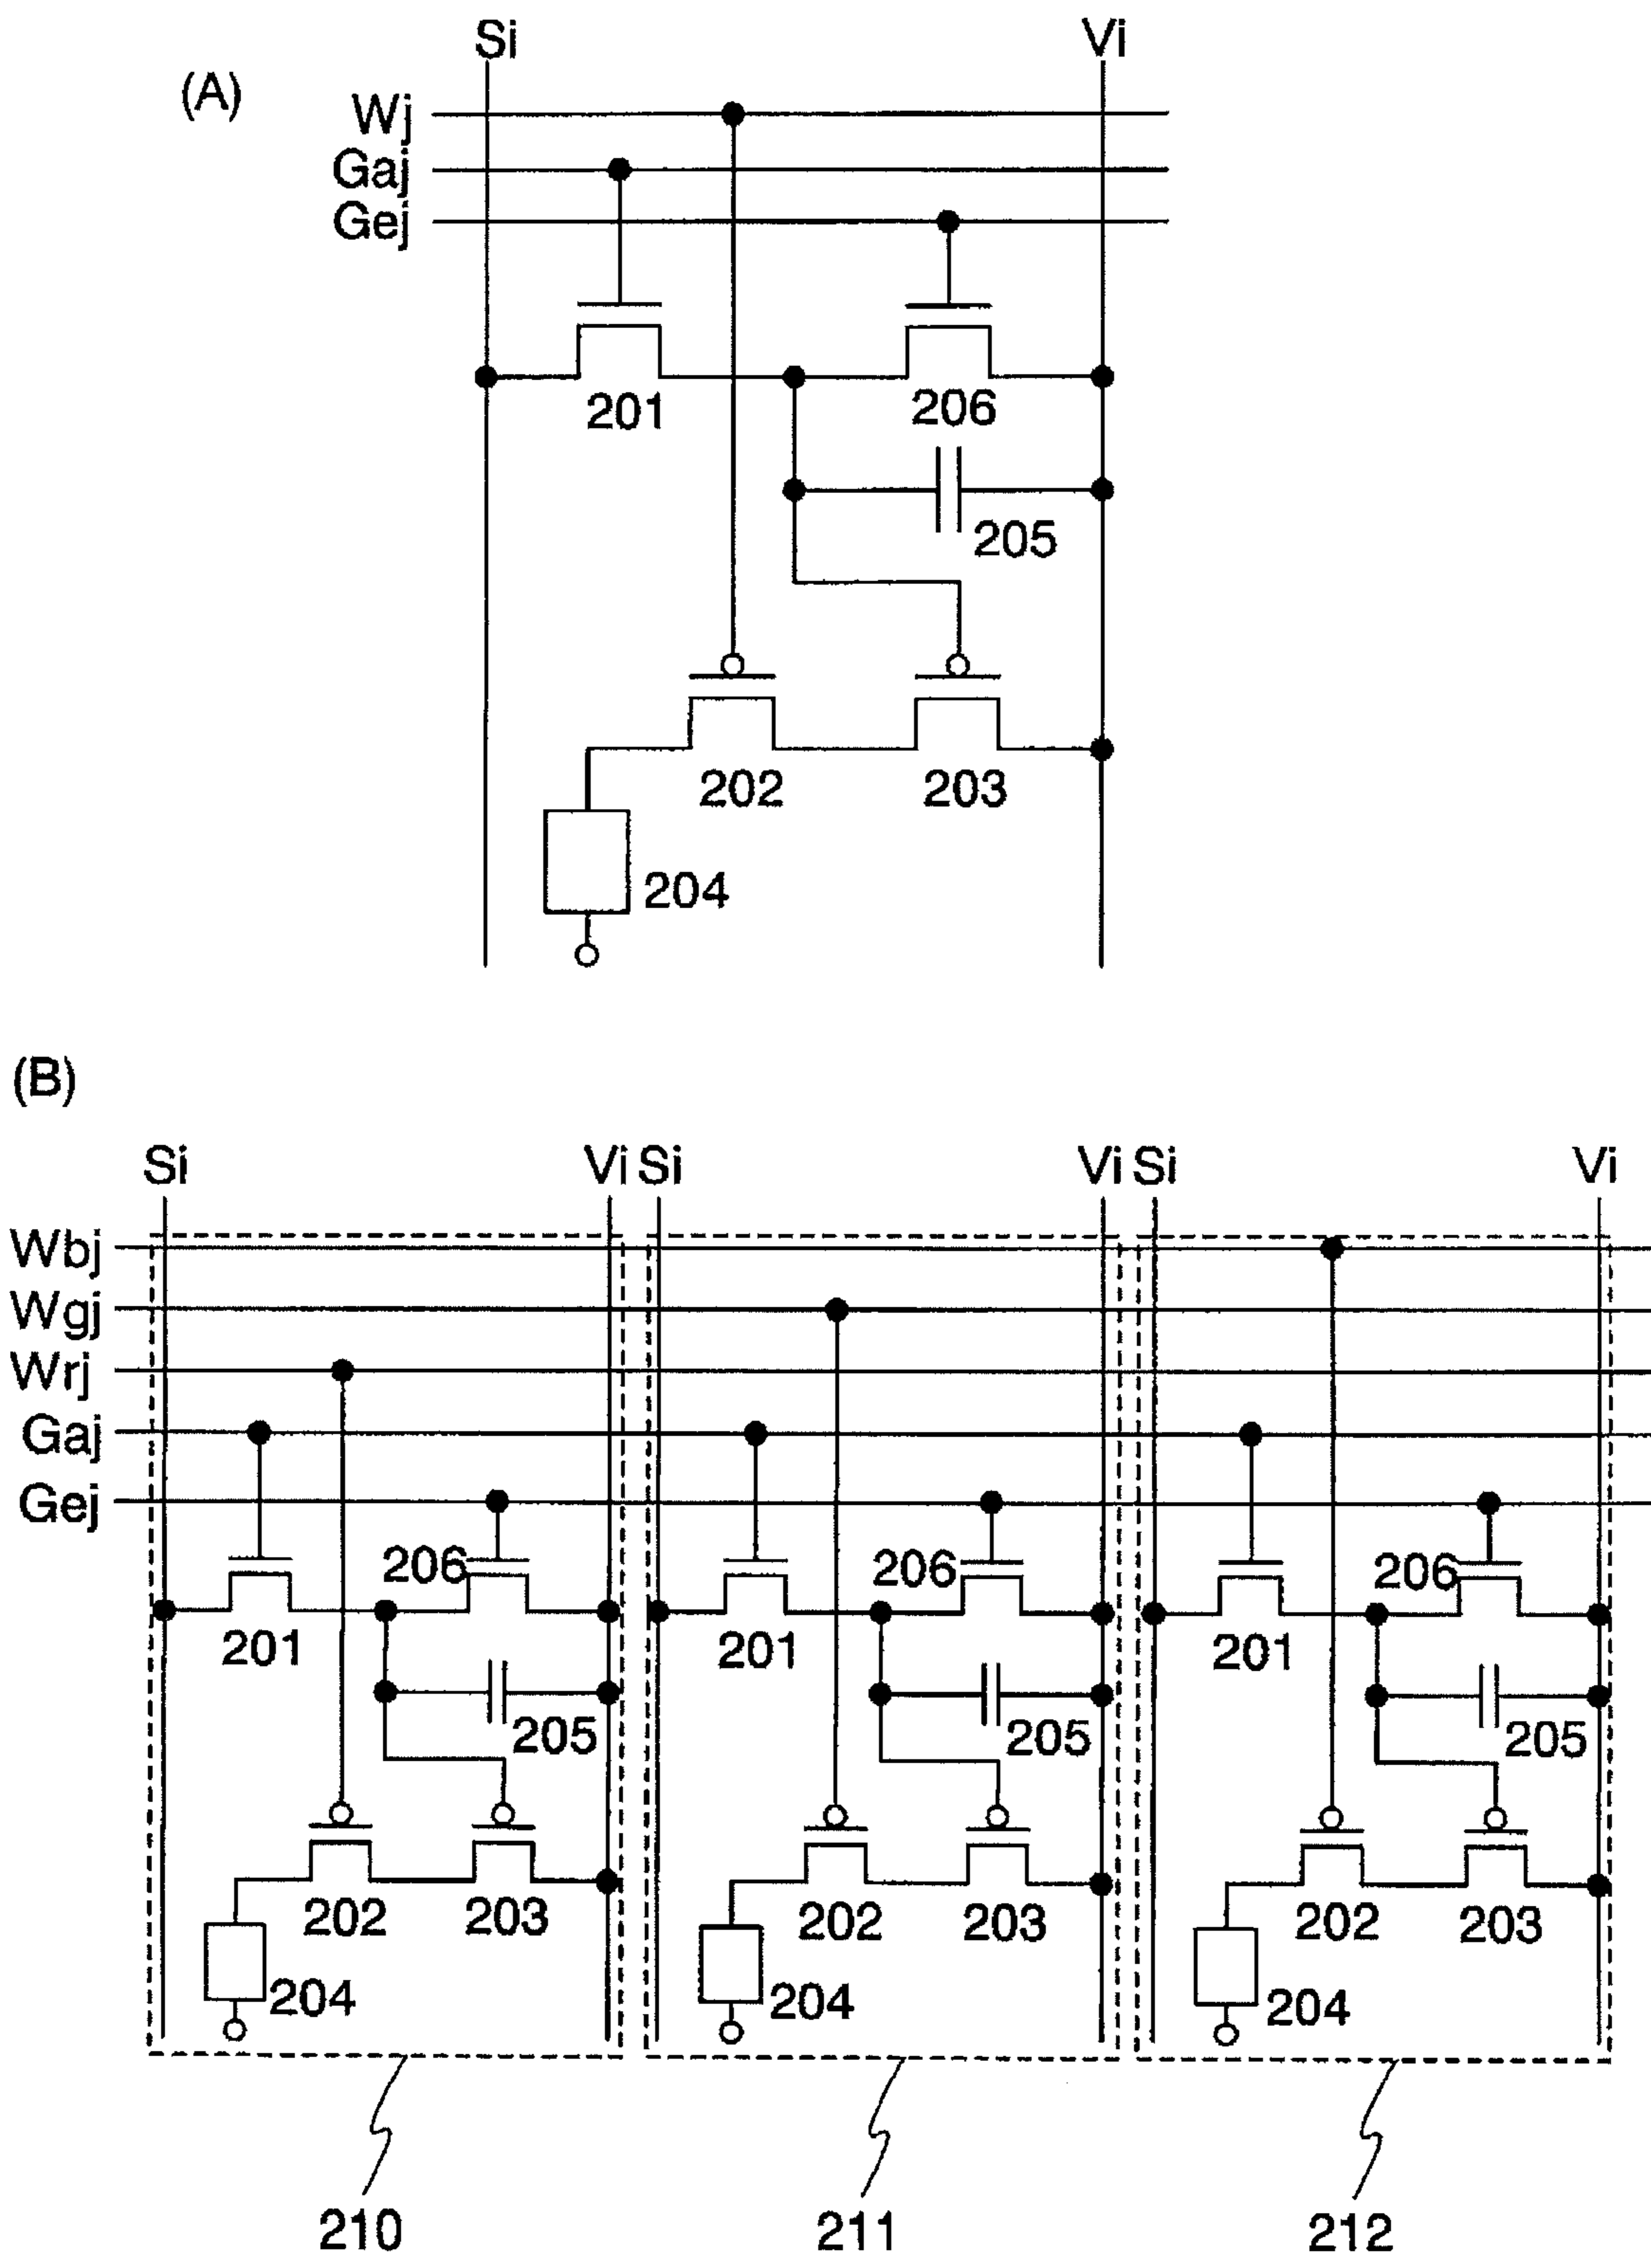 (A)
Si Vi
Wj
Gaj
Gej
201 206
205
202 203
204
(B)
Si Vi Si Vi Si Vi
Wbj
Wgj
Wrj
Gaj
Gej
206 206 206
201 201 201
205 205 205
202 203 202 203 202 203
204 204 204
210 211 212